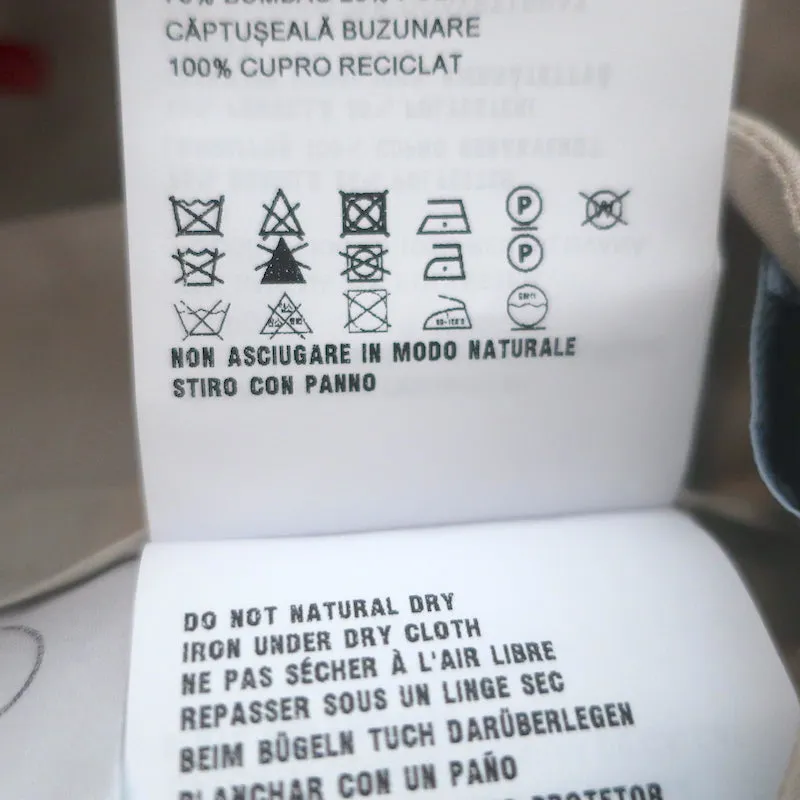 CĂPTUȘEALĂ BUZUNARE
100% CUPRO RECICLAT
P W
P
NON ASCIUGARE IN MODO NATURALE
STIRO CON PANNO
DO NOT NATURAL DRY
IRON UNDER DRY CLOTH
NE PAS SÉCHER À L'AIR LIBRE
REPASSER SOUS UN LINGE SEC
BEIM BÜGELN TUCH DARÜBERLEGEN
PLANCHAR CON UN PAÑO
PROTETOR